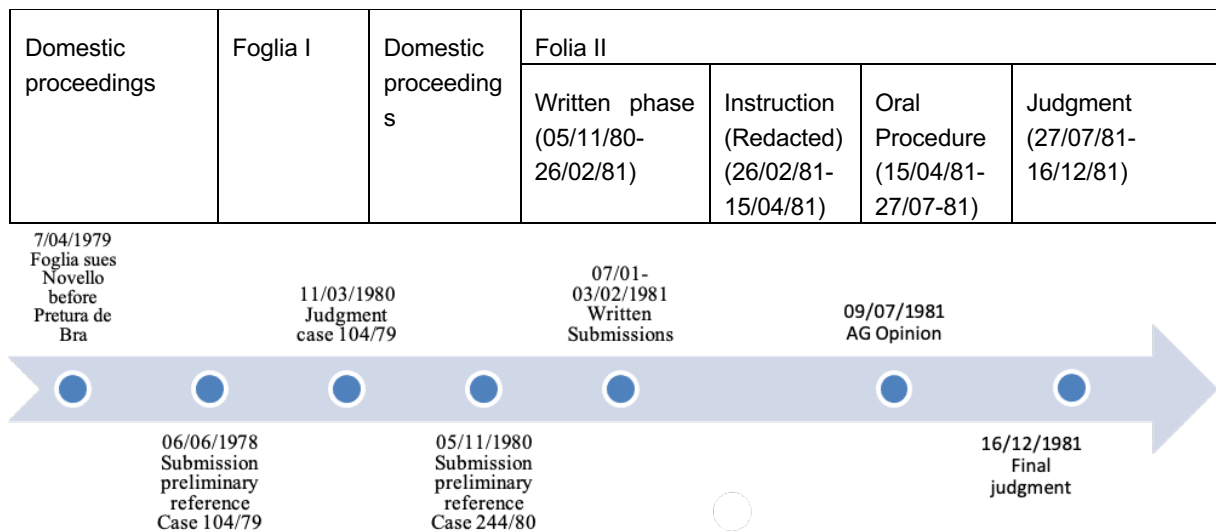 Domestic
proceedings
Foglia I
Domestic
proceeding
s
Folia II
Written phase
(05/11/80-
26/02/81)
Instruction
(Redacted)
(26/02/81-
15/04/81)
Oral
Procedure
(15/04/81-
27/07-81)
Judgment
(27/07/81-
16/12/81)
7/04/1979
Foglia sues
Novello
before
Pretura de
Bra
11/03/1980
Judgment
case 104/79
07/01-
03/02/1981
Written
Submissions
09/07/1981
AG Opinion
06/06/1978
Submission
preliminary
reference
Case 104/79
05/11/1980
Submission
preliminary
reference
Case 244/80
16/12/1981
Final
judgment